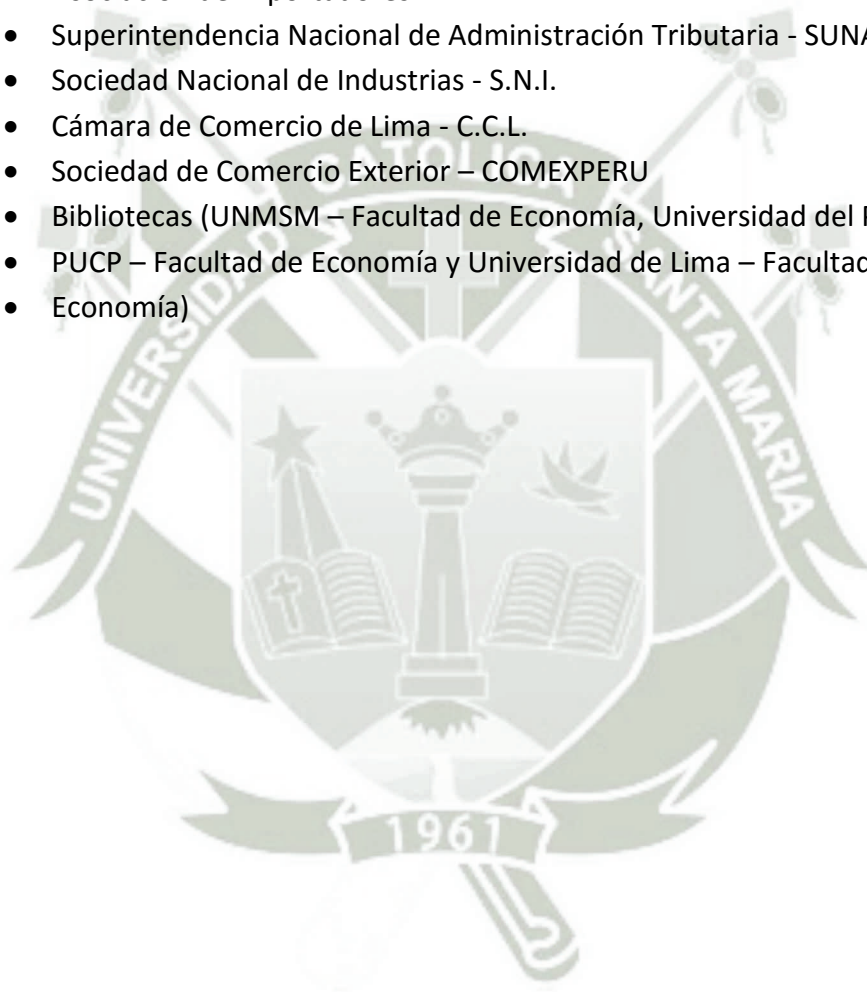 • Superintendencia Nacional de Administración Tributaria -
• Sociedad Nacional de Industrias - S.N.I.
• Cámara de Comercio de Lima - C.C.L.
• Sociedad de Comercio Exterior – COMEXPERU
• Bibliotecas (UNMSM – Facultad de Economía, Universidad del
• PUCP – Facultad de Economía y Universidad de Lima – Facultad
• Economía)
UNIVERSIDAD CATOLICA SANTA MARIA
1961